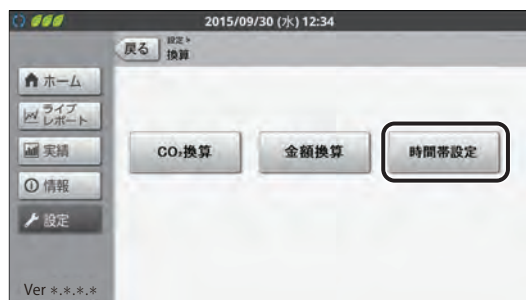 2015/09/30 (水) 12:34
戻る
設定▸
換算
ホーム
ライブ
レポート
実績
情報
設定
CO₂換算
金額換算
時間帯設定
Ver *.*.*.*